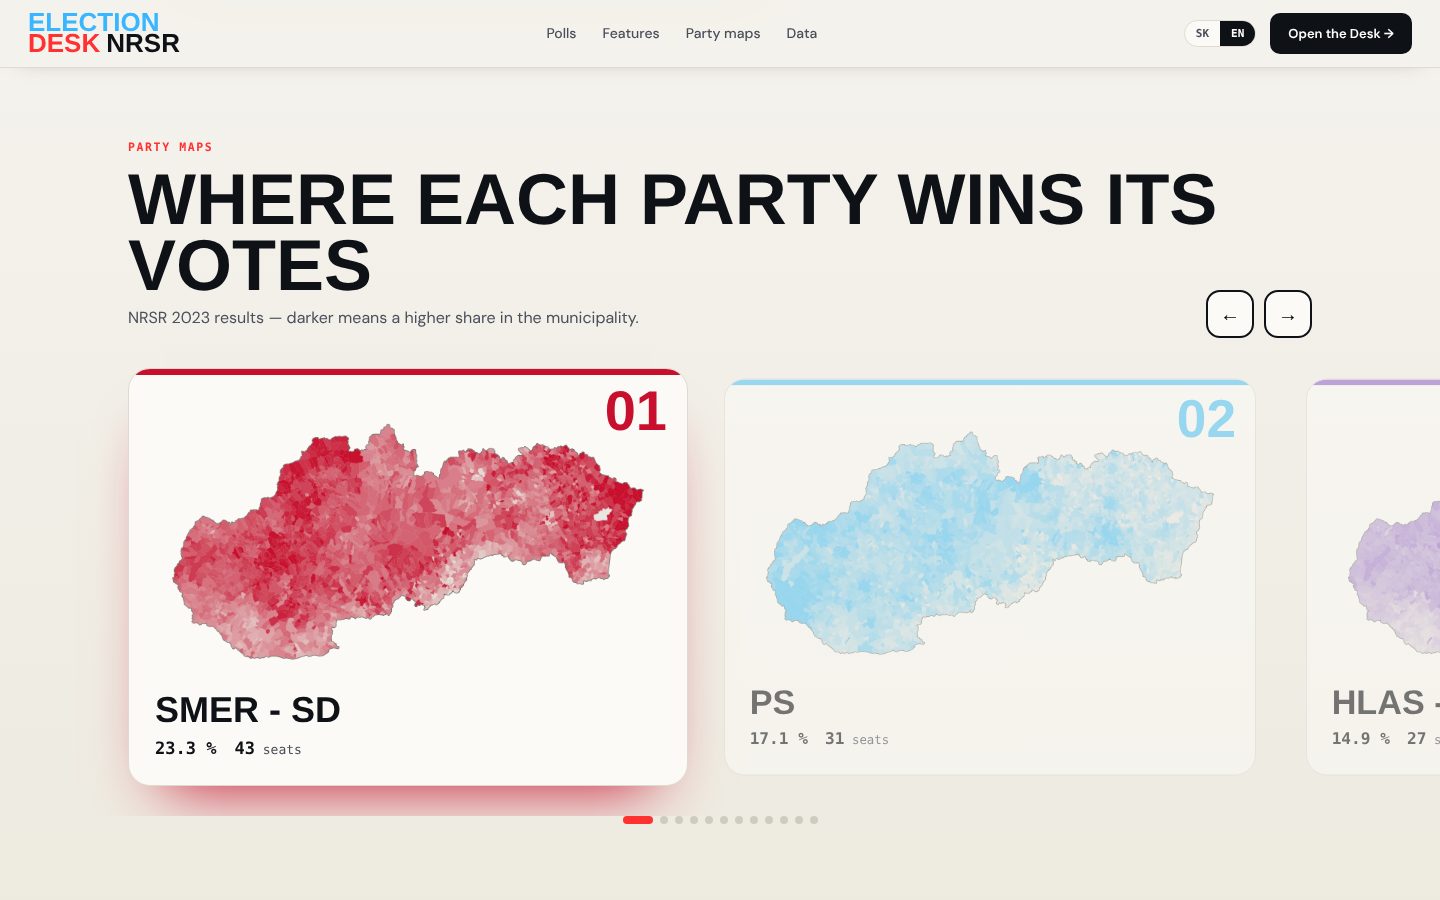 ELECTION
DESK NRSR
Polls Features Party maps Data
SK EN
Open the Desk →
PARTY MAPS
WHERE EACH PARTY WINS ITS
VOTES
NRSR 2023 results — darker means a higher share in the municipality.
← →
01
SMER - SD
23.3 % 43 seats
02
PS
17.1 % 31 seats
HLAS -
14.9 % 27 s